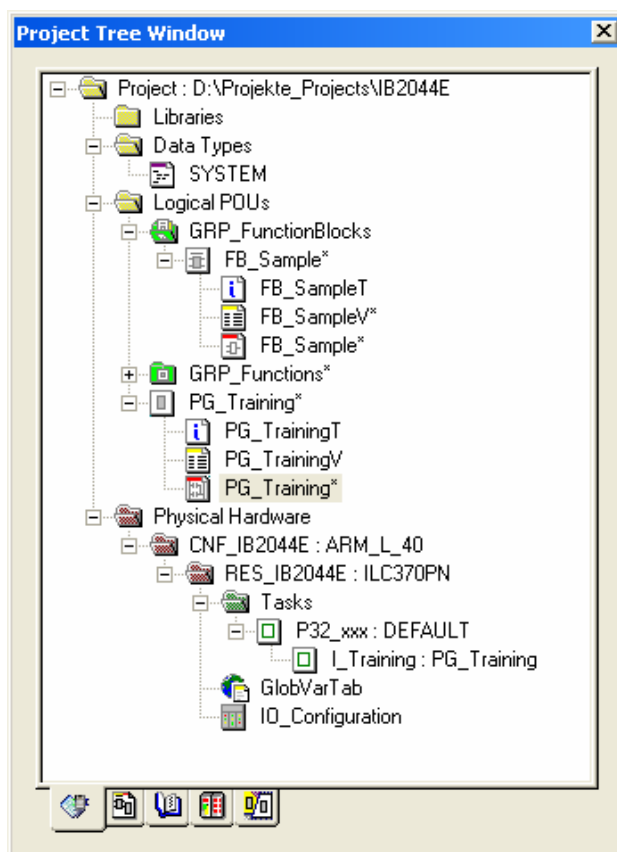 Project Tree Window
Project : D:\Projekte_Projects\IB2044E
Libraries
Data Types
SYSTEM
Logical POUs
GRP_FunctionBlocks
FB_Sample*
FB_SampleT
FB_SampleV*
FB_Sample*
GRP_Functions*
PG_Training*
PG_TrainingT
PG_TrainingV
PG_Training*
Physical Hardware
CNF_IB2044E : ARM_L_40
RES_IB2044E : ILC370PN
Tasks
P32_xxx : DEFAULT
I_Training : PG_Training
GlobVarTab
IO_Configuration